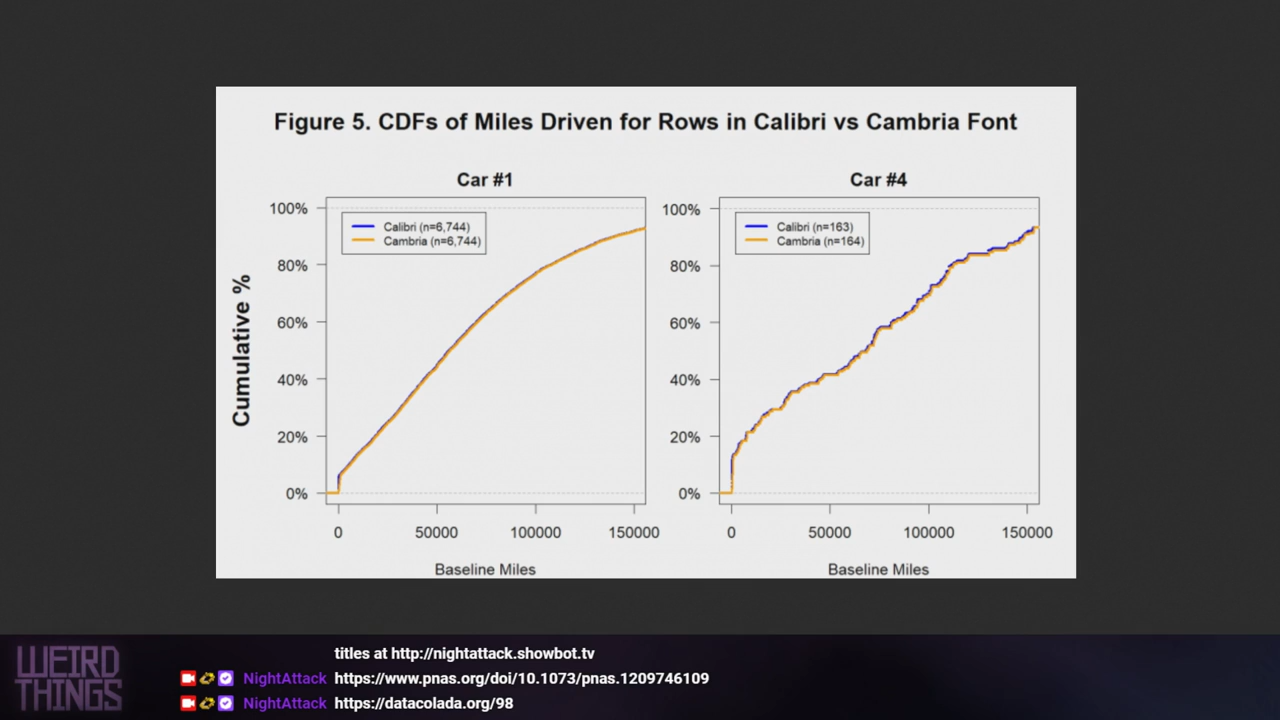 Figure 5. CDFs of Miles Driven for Rows in Calibri vs Cambria Font
Car #1
Car #4
100%
80%
60%
40%
20%
0%
Cumulative %
Calibri (n=6,744)
Cambria (n=6,744)
0
50000
100000
150000
Baseline Miles
100%
80%
60%
40%
20%
0%
Calibri (n=163)
Cambria (n=164)
0
50000
100000
150000
Baseline Miles
WEIRD
THINGS
titles at http://nightattack.showbot.tv
NightAttack https://www.pnas.org/doi/10.1073/pnas.1209746109
NightAttack https://datacolada.org/98